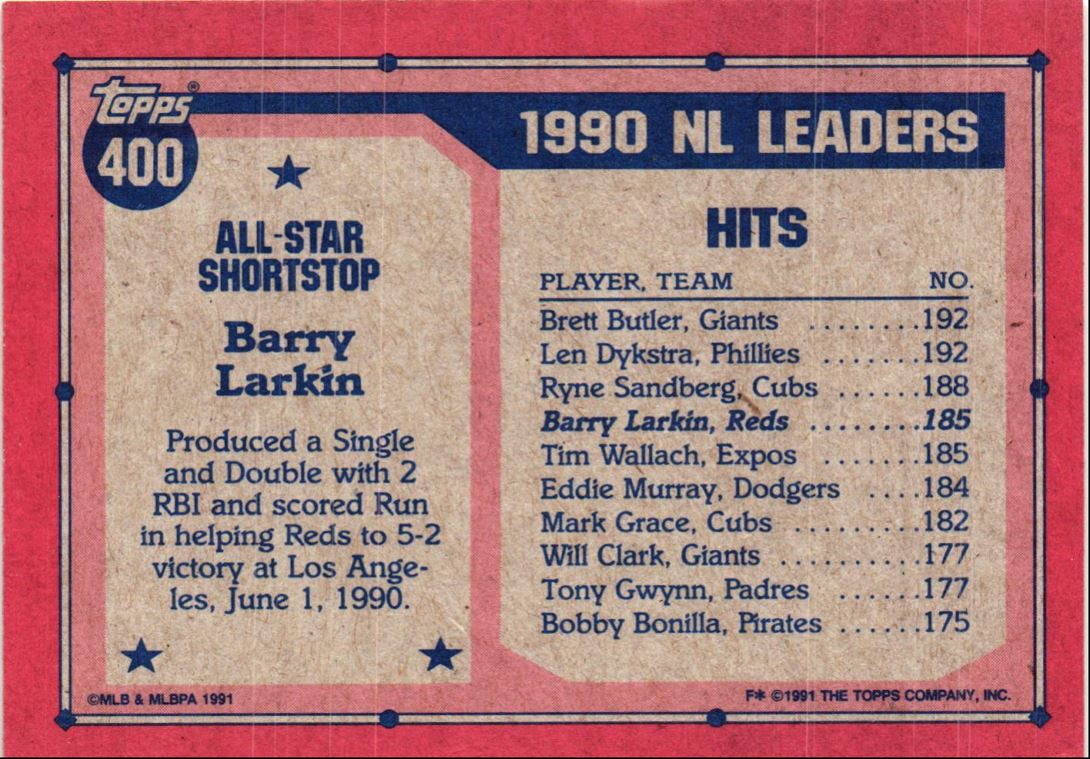 Topps®
400
ALL-STAR
SHORTSTOP
Barry
Larkin
Produced a Single
and Double with 2
RBI and scored Run
in helping Reds to 5-2
victory at Los Ange-
les, June 1, 1990.
1990 NL LEADERS
HITS
PLAYER, TEAM NO.
Brett Butler, Giants ........192
Len Dykstra, Phillies .......192
Ryne Sandberg, Cubs .......188
Barry Larkin, Reds ........185
Tim Wallach, Expos .......185
Eddie Murray, Dodgers ....184
Mark Grace, Cubs .........182
Will Clark, Giants ..........177
Tony Gwynn, Padres ......177
Bobby Bonilla, Pirates ......175
©MLB & MLBPA 1991
F* ©1991 THE TOPPS COMPANY, INC.